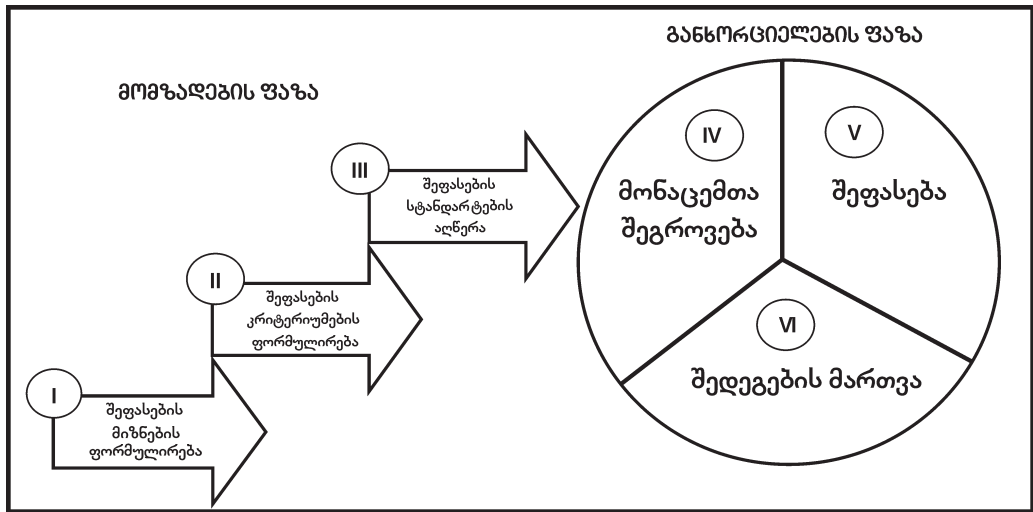 მომზადების ფაზა
I
შეფასების
მიზნების
ფორმულირება
II
შეფასების
კრიტერიუმების
ფორმულირება
III
შეფასების
სტანდარტების
აღწერა
განხორციელების ფაზა
IV
მონაცემთა
შეგროვება
V
შეფასება
VI
შედეგების მართვა